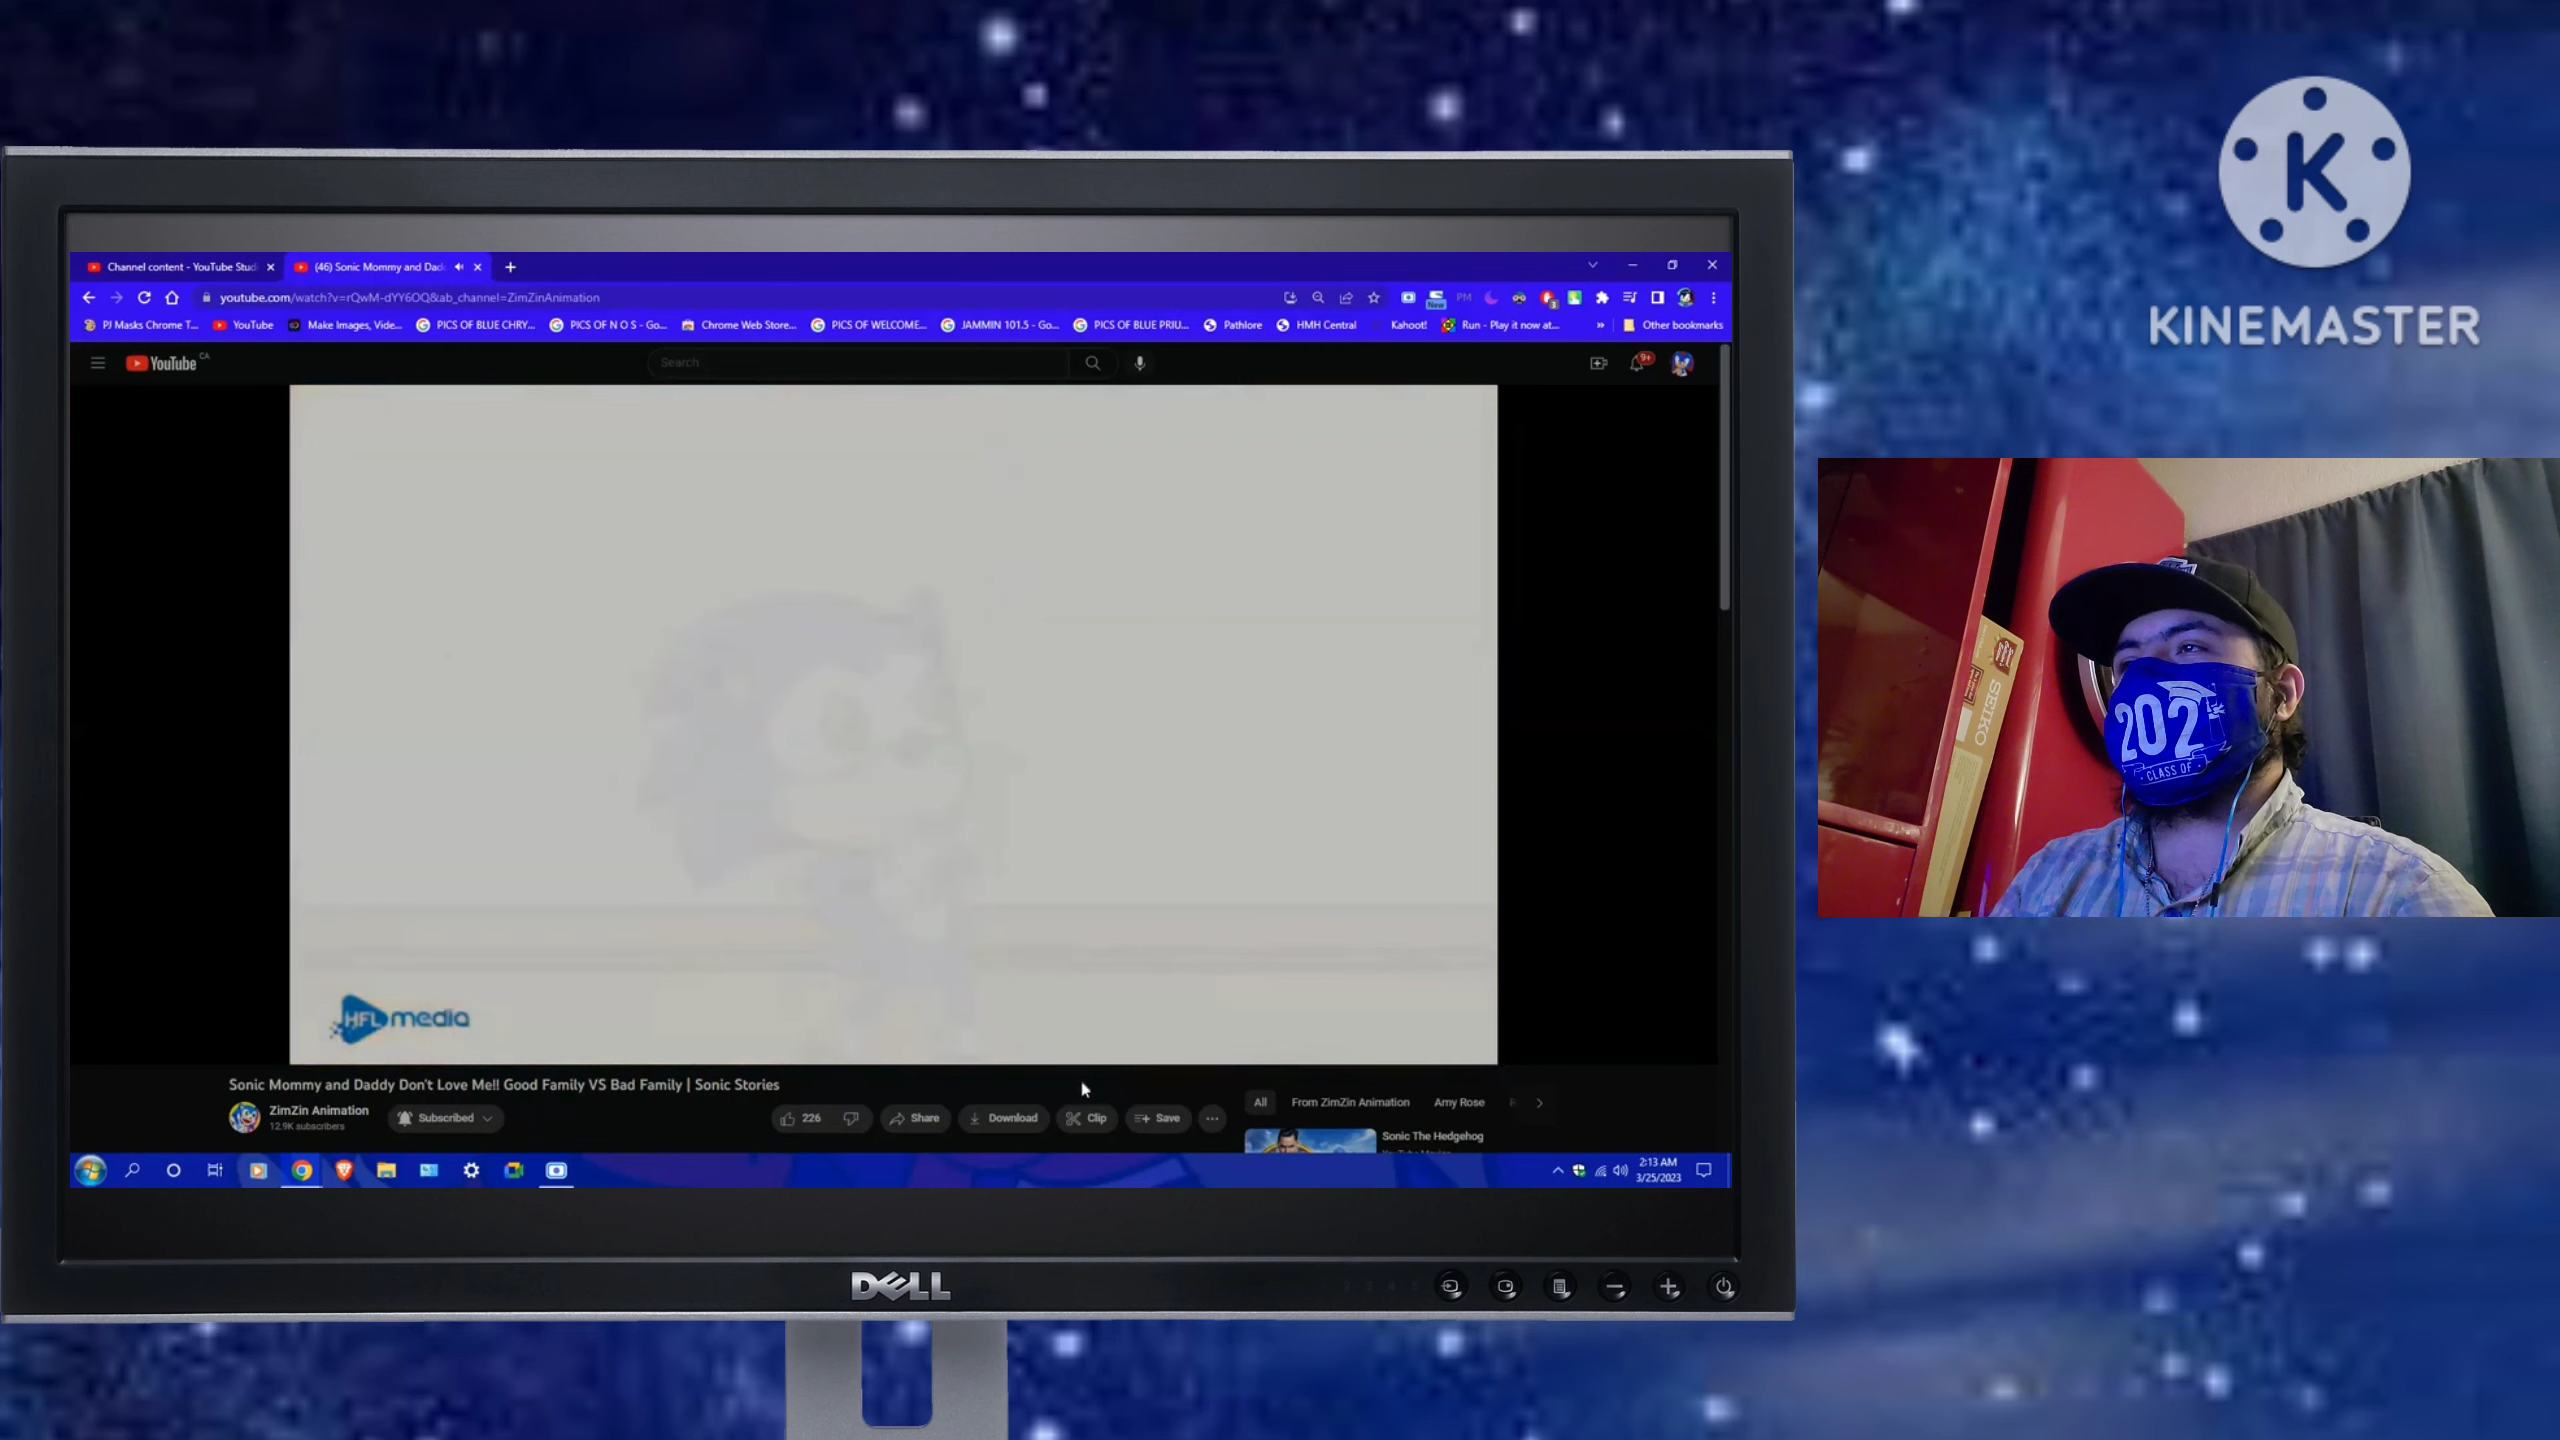 KINEMASTER
Channel content - YouTube Studi
(46) Sonic Mommy and Dad
youtube.com/watch?v=rQwM-dYY6OQ&ab_channel=ZimZinAnimation
PJ Masks Chrome T...
YouTube
Make Images, Vide...
PICS OF BLUE CHRY...
PICS OF N O S - Go...
Chrome Web Store...
PICS OF WELCOME...
JAMMIN 101.5 - Go...
PICS OF BLUE PRIU...
Pathlore
HMH Central
Kahoot!
Run - Play it now at...
Other bookmarks
YouTube CA
Search
9+
HFL media
Sonic Mommy and Daddy Don't Love Me!! Good Family VS Bad Family | Sonic Stories
ZimZin Animation
12.9K subscribers
Subscribed
226
Share
Download
Clip
Save
All
From ZimZin Animation
Amy Rose
Sonic The Hedgehog
2:13 AM
3/25/2023
DELL
SEIKO
202
CLASS OF